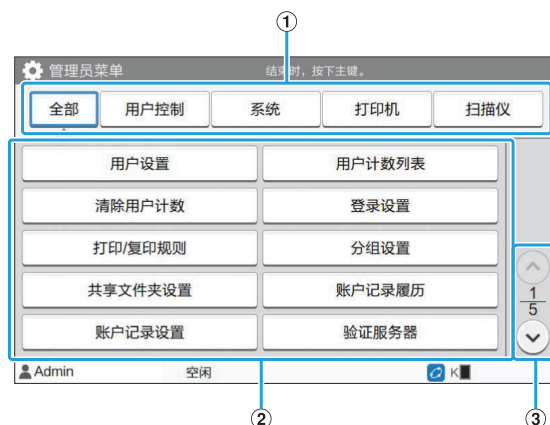 ①
管理员菜单 结束时，按下主键。
全部 用户控制 系统 打印机 扫描仪
用户设置 用户计数列表
清除用户计数 登录设置
打印/复印规则 分组设置
共享文件夹设置 账户记录履历
1
5
账户记录设置 验证服务器
Admin 空闲 K
② ③